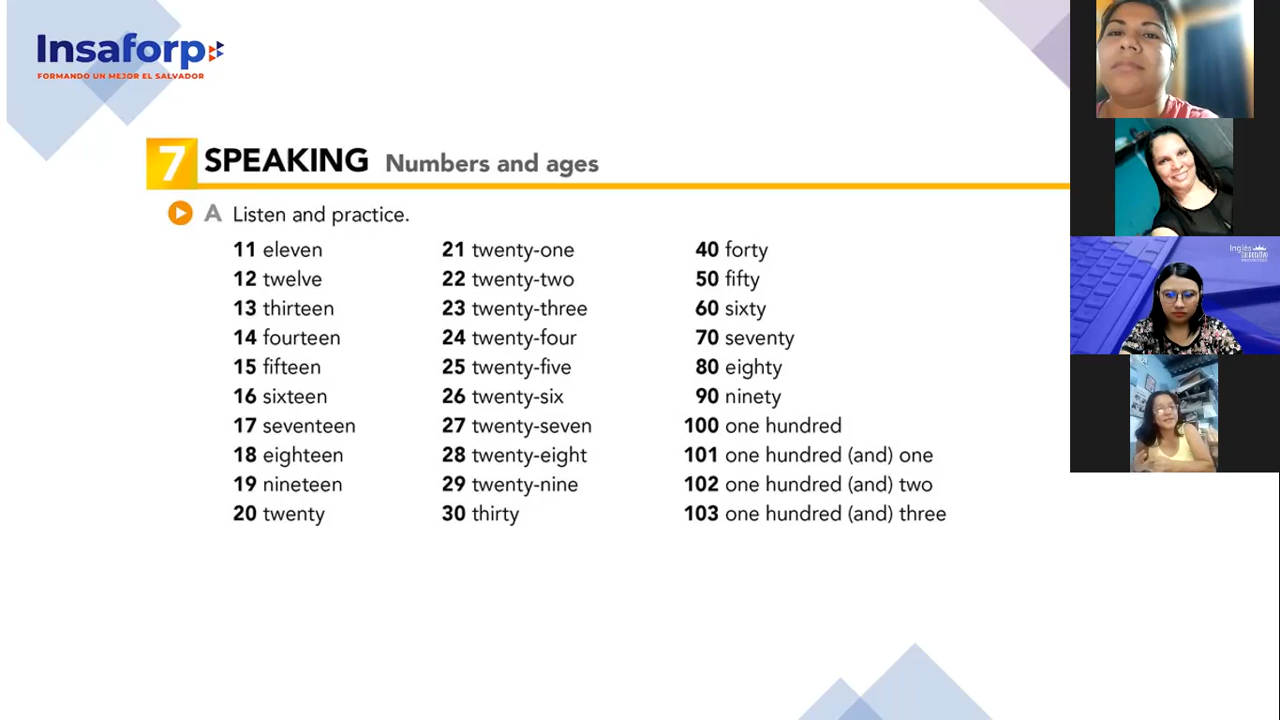 Insaforp
FORMANDO UN MEJOR EL SALVADOR
7 SPEAKING Numbers and ages
A Listen and practice.
11 eleven
12 twelve
13 thirteen
14 fourteen
15 fifteen
16 sixteen
17 seventeen
18 eighteen
19 nineteen
20 twenty
21 twenty-one
22 twenty-two
23 twenty-three
24 twenty-four
25 twenty-five
26 twenty-six
27 twenty-seven
28 twenty-eight
29 twenty-nine
30 thirty
40 forty
50 fifty
60 sixty
70 seventy
80 eighty
90 ninety
100 one hundred
101 one hundred (and) one
102 one hundred (and) two
103 one hundred (and) three
Inglés